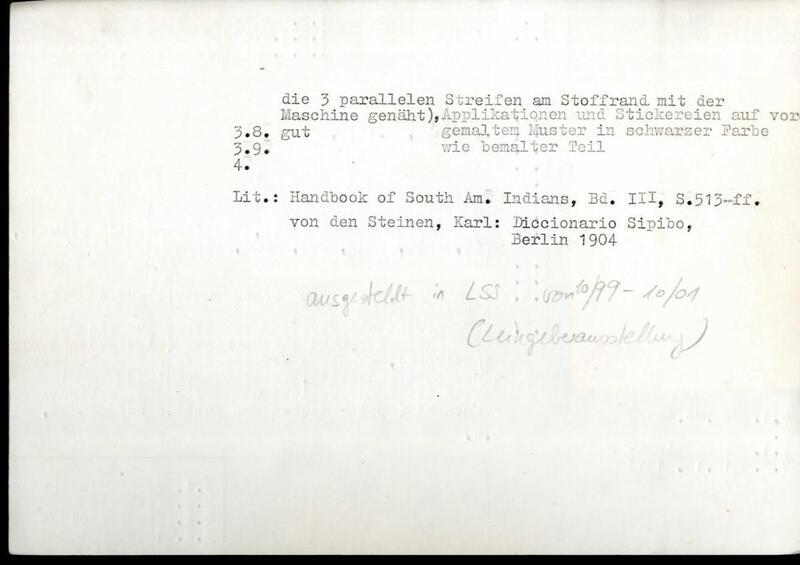 die 3 parallelen Streifen am Stoffrand mit der
Maschine genäht), Applikationen und Stickereien auf vor
3.8. gut gemaltem Muster in schwarzer Farbe
3.9. wie bemalter Teil
4.
Lit.: Handbook of South Am. Indians, Bd. III, S.513-ff.
von den Steinen, Karl: Diccionario Sipibo,
Berlin 1904
ausgestellt in LSS von 10/99 - 10/01
(Leihgeberausstellung)